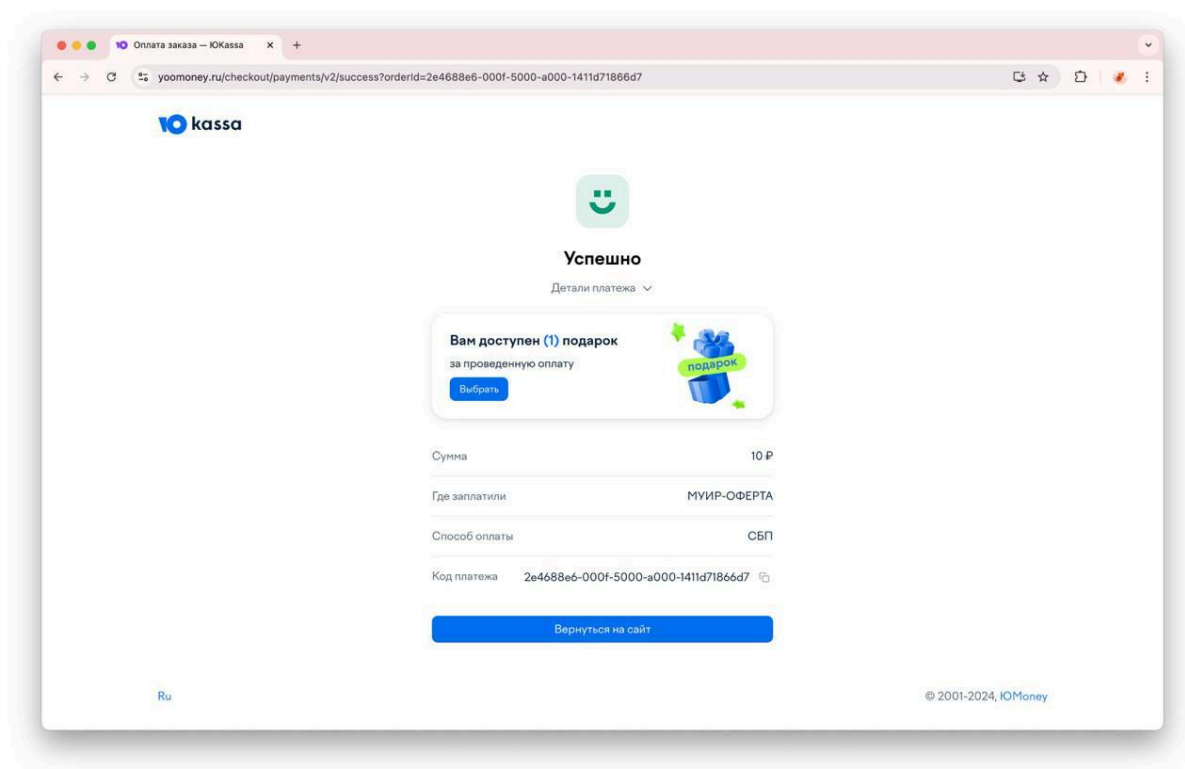 Оплата заказа — ЮKassa
yoomoney.ru/checkout/payments/v2/success?orderId=2e4688e6-000f-5000-a000-1411d71866d7
Ю kassa
Успешно
Детали платежа
Вам доступен (1) подарок
за проведенную оплату
Выбрать
подарок
Сумма 10 ₽
Где заплатили МУИР-ОФЕРТА
Способ оплаты СБП
Код платежа 2e4688e6-000f-5000-a000-1411d71866d7
Вернуться на сайт
Ru © 2001-2024, ЮMoney